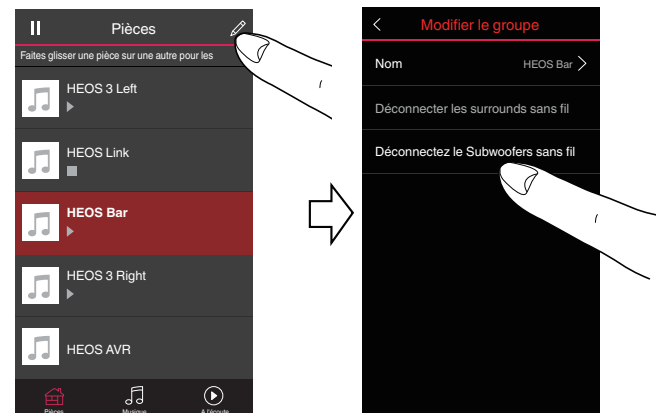 Pièces
Faites glisser une pièce sur une autre pour les
HEOS 3 Left
HEOS Link
HEOS Bar
HEOS 3 Right
HEOS AVR
Pièces
Musique
A l'écoute
Modifier le groupe
Nom
HEOS Bar
Déconnecter les surrounds sans fil
Déconnectez le Subwoofers sans fil